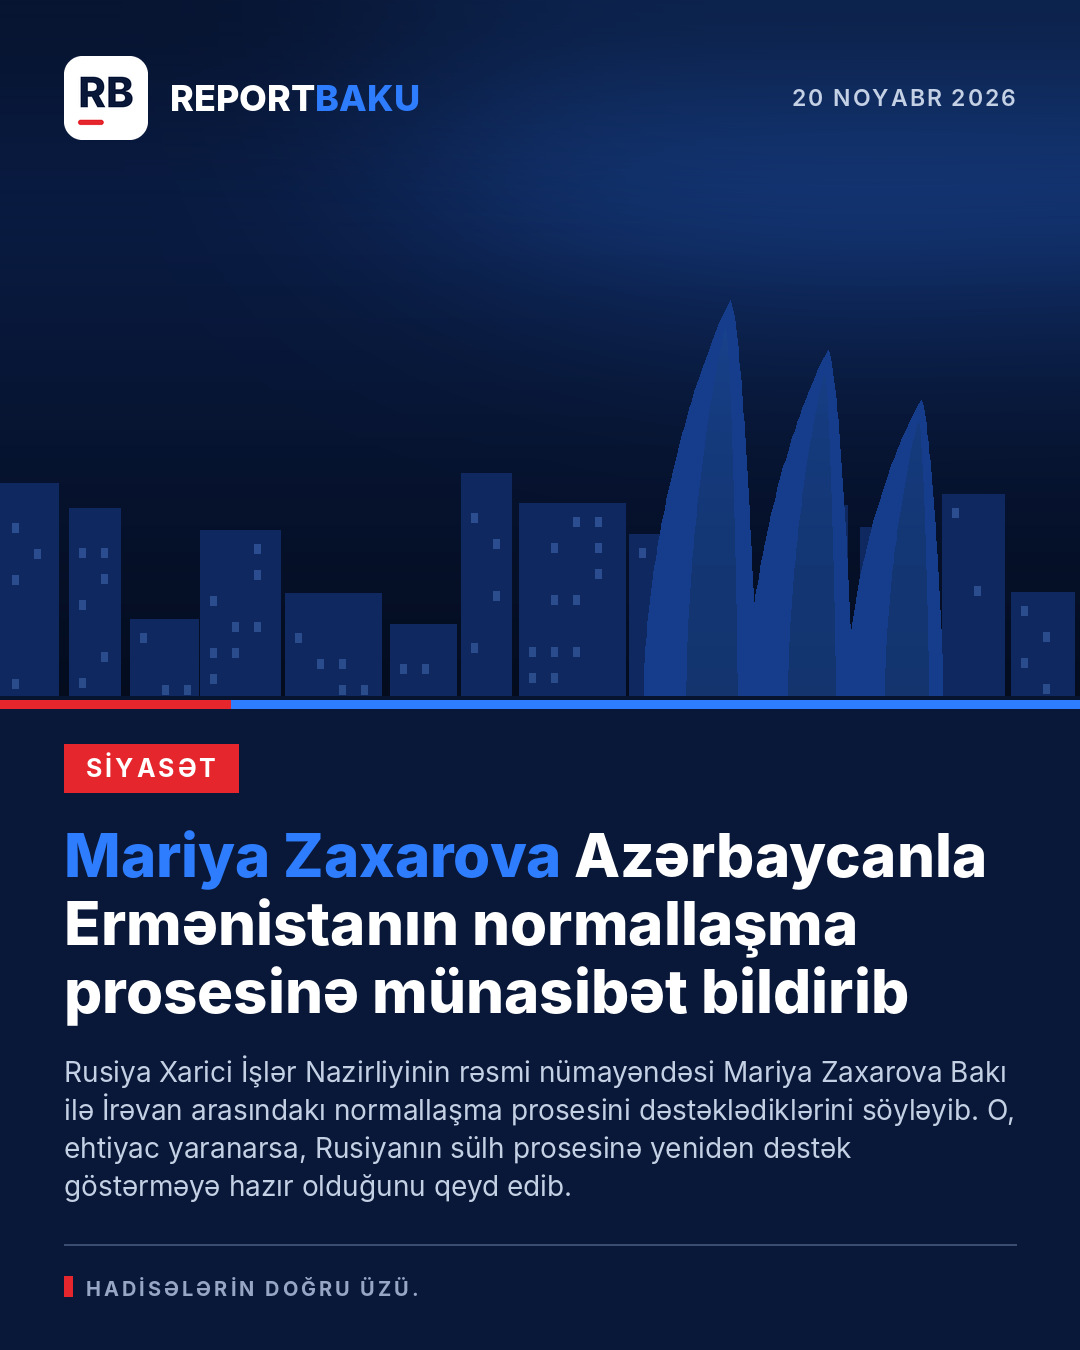 RB
REPORTBAKU
20 NOYABR 2026
SİYASƏT
Mariya Zaxarova Azərbaycanla
Ermənistanın normallaşma
prosesinə münasibət bildirib
Rusiya Xarici İşlər Nazirliyinin rəsmi nümayəndəsi Mariya Zaxarova Bakı
ilə İrəvan arasındakı normallaşma prosesini dəstəklədiklərini söyləyib. O,
ehtiyac yaranarsa, Rusiyanın sülh prosesinə yenidən dəstək
göstərməyə hazır olduğunu qeyd edib.
HADİSƏLƏRİN DOĞRU ÜZÜ.